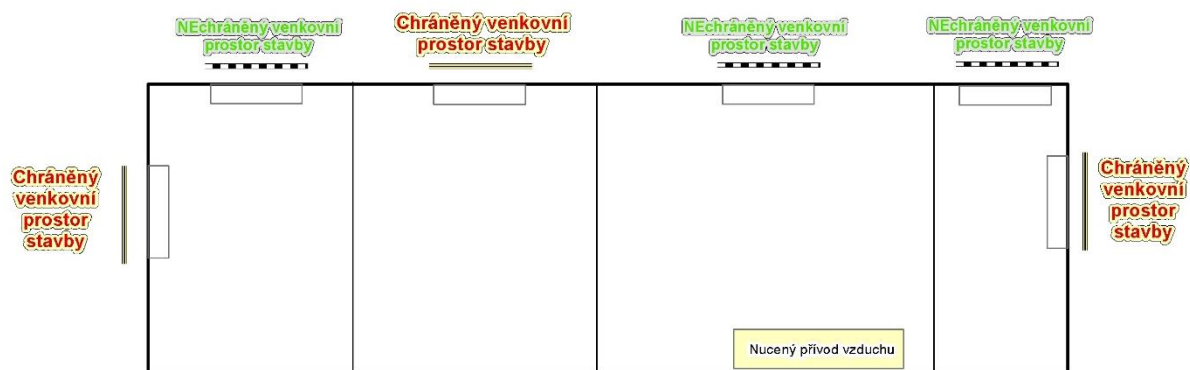 NEchráněný venkovní
prostor stavby
Chráněný venkovní
prostor stavby
NEchráněný venkovní
prostor stavby
NEchráněný venkovní
prostor stavby
Chráněný
venkovní
prostor
stavby
Chráněný
venkovní
prostor
stavby
Nucený přívod vzduchu